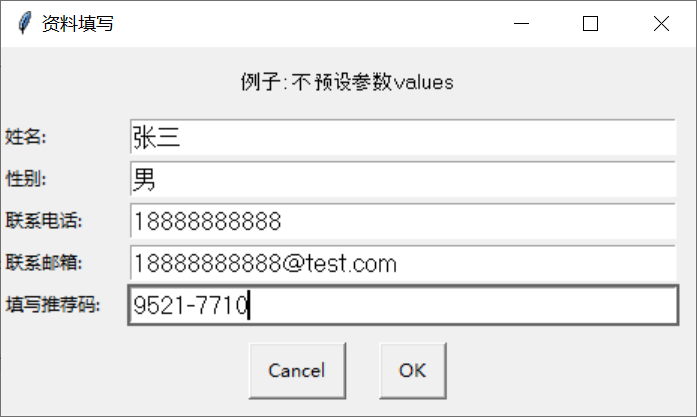 资料填写
例子:不预设参数values
姓名: 张三
性别: 男
联系电话: 18888888888
联系邮箱: 18888888888@test.com
填写推荐码: 9521-7710
Cancel OK